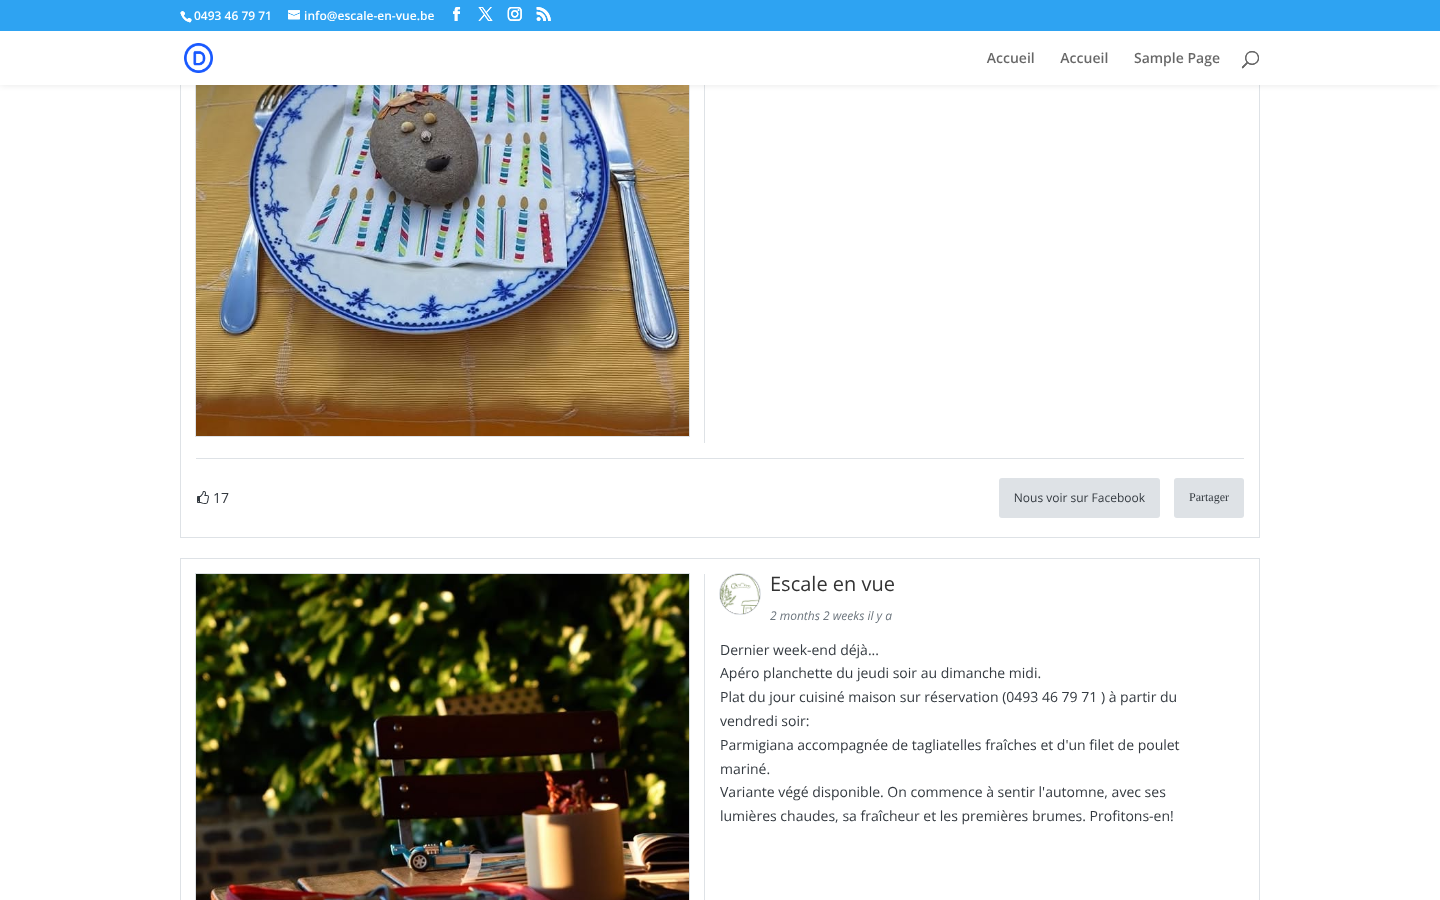 0493 46 79 71
info@escale-en-vue.be
D
Accueil
Accueil
Sample Page
17
Nous voir sur Facebook
Partager
Escale en vue
2 months 2 weeks il y a
Dernier week-end déjà...
Apéro planchette du jeudi soir au dimanche midi.
Plat du jour cuisiné maison sur réservation (0493 46 79 71 ) à partir du
vendredi soir:
Parmigiana accompagnée de tagliatelles fraîches et d'un filet de poulet
mariné.
Variante végé disponible. On commence à sentir l'automne, avec ses
lumières chaudes, sa fraîcheur et les premières brumes. Profitons-en!